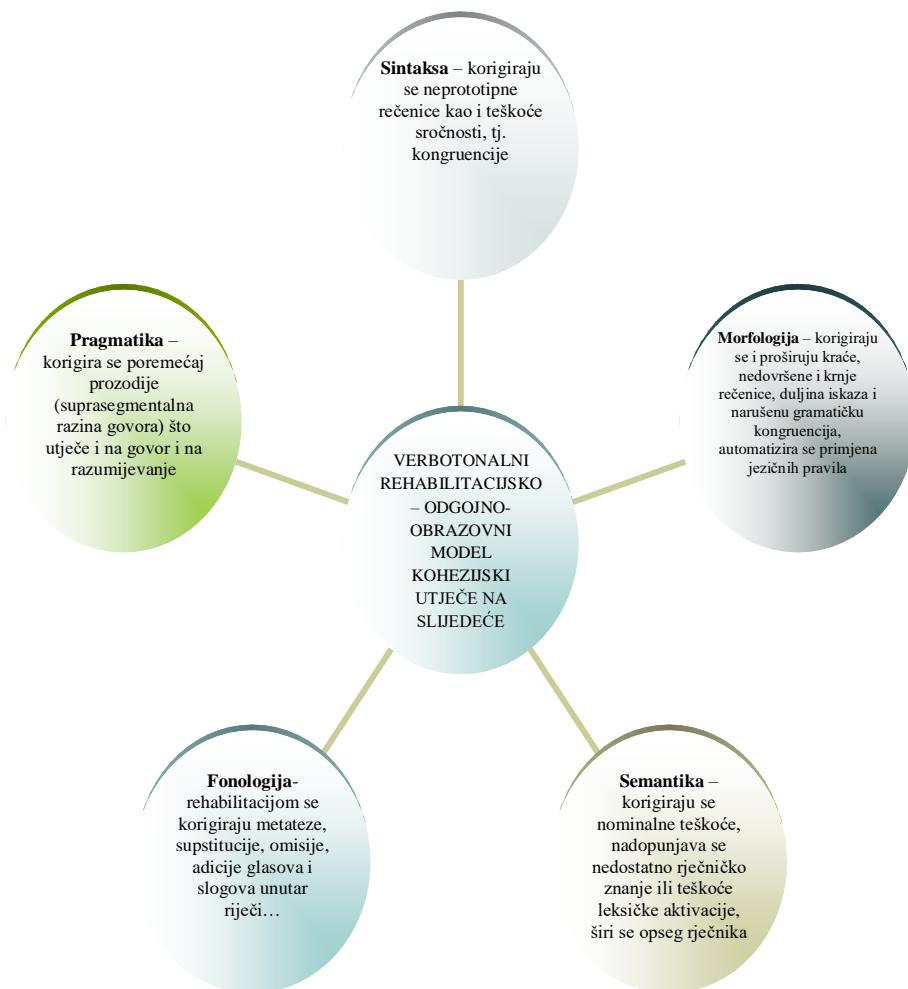 Sintaksa – korigiraju
se neprototipne
rečenice kao i teškoće
sročnosti, tj.
kongruencije
Pragmatika –
korigira se poremećaj
prozodije
(suprasegmentalna
razina govora) što
utječe i na govor i na
razumijevanje
Morfologija – korigiraju
se i proširuju kraće,
nedovršene i krnje
rečenice, duljina iskaza i
narušenu gramatičku
kongruencija,
automatizira se primjena
jezičnih pravila
VERBOTONALNI
REHABILITACIJSKO
– ODGOJNO-
OBRAZOVNI
MODEL
KOHEZIJSKI
UTJEČE NA
SLIJEDEĆE
Fonologija-
rehabilitacijom se
korigiraju metateze,
supstitucije, omisije,
adicije glasova i
slogova unutar
riječi…
Semantika –
korigiraju se
nominalne teškoće,
nadopunjava se
nedostatno rječničko
znanje ili teškoće
leksičke aktivacije,
širi se opseg rječnika